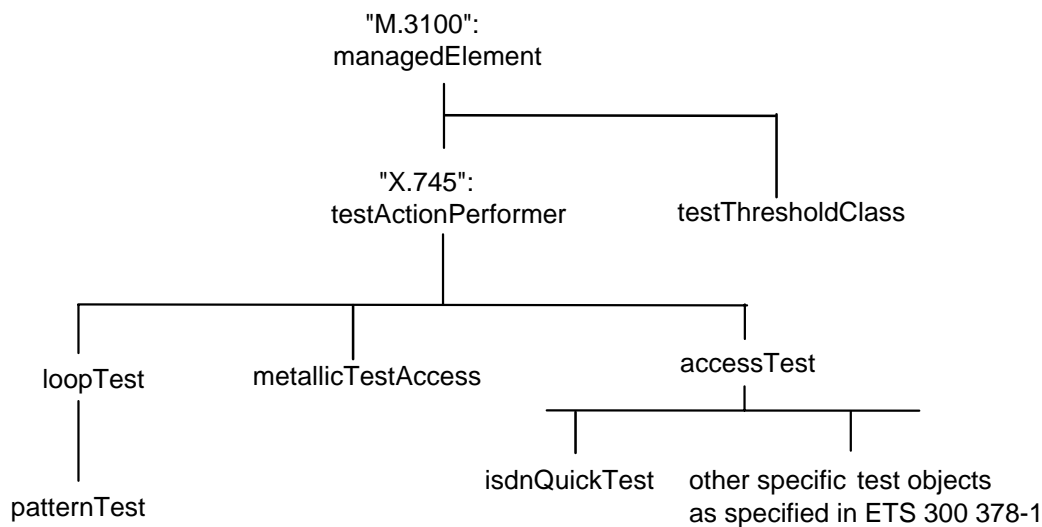 "M.3100":
managedElement
"X.745":
testActionPerformer
testThresholdClass
loopTest
metallicTestAccess
accessTest
patternTest
isdnQuickTest
other specific test objects
as specified in ETS 300 378-1